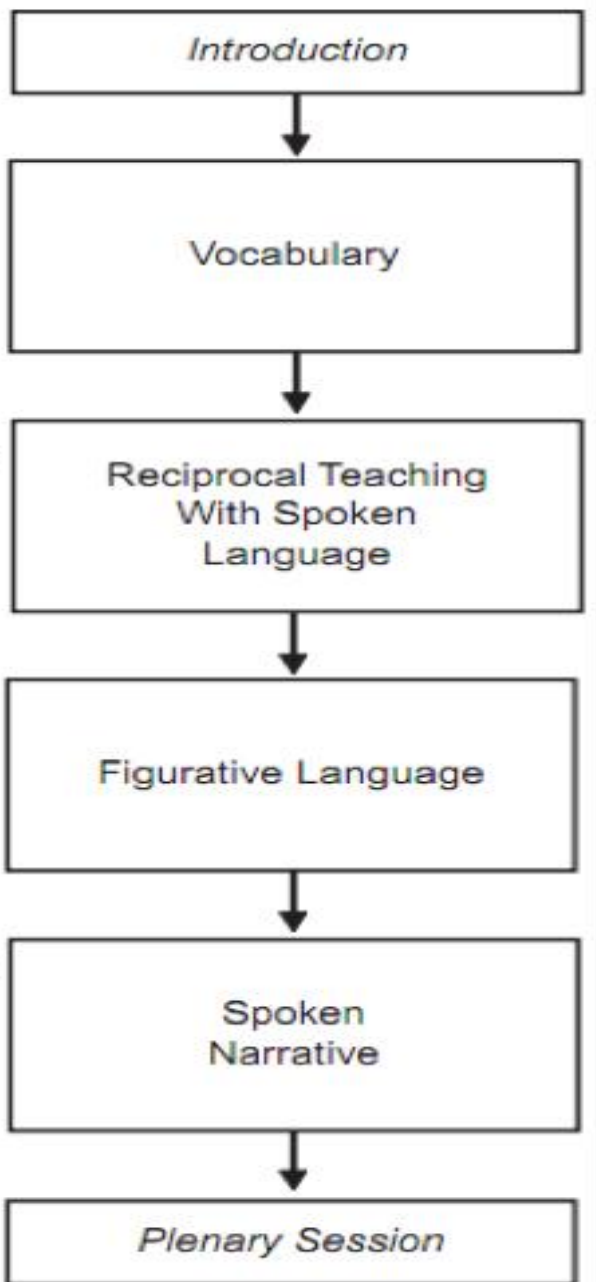 Introduction
Vocabulary
Reciprocal Teaching
With Spoken
Language
Figurative Language
Spoken
Narrative
Plenary Session